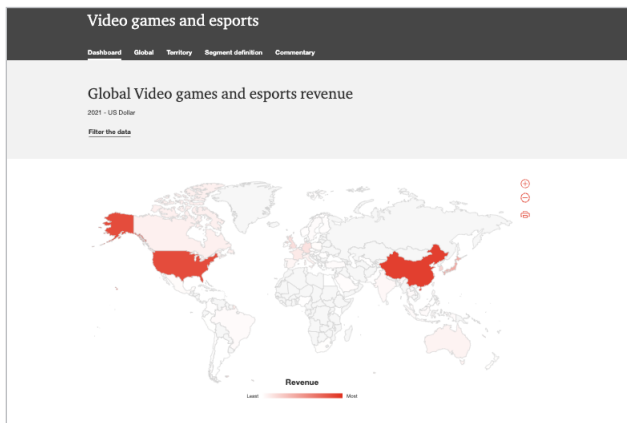 Video games and esports
Dashboard Global Territory Segment definition Commentary
Global Video games and esports revenue
2021 - US Dollar
Filter the data
Revenue
Least Most